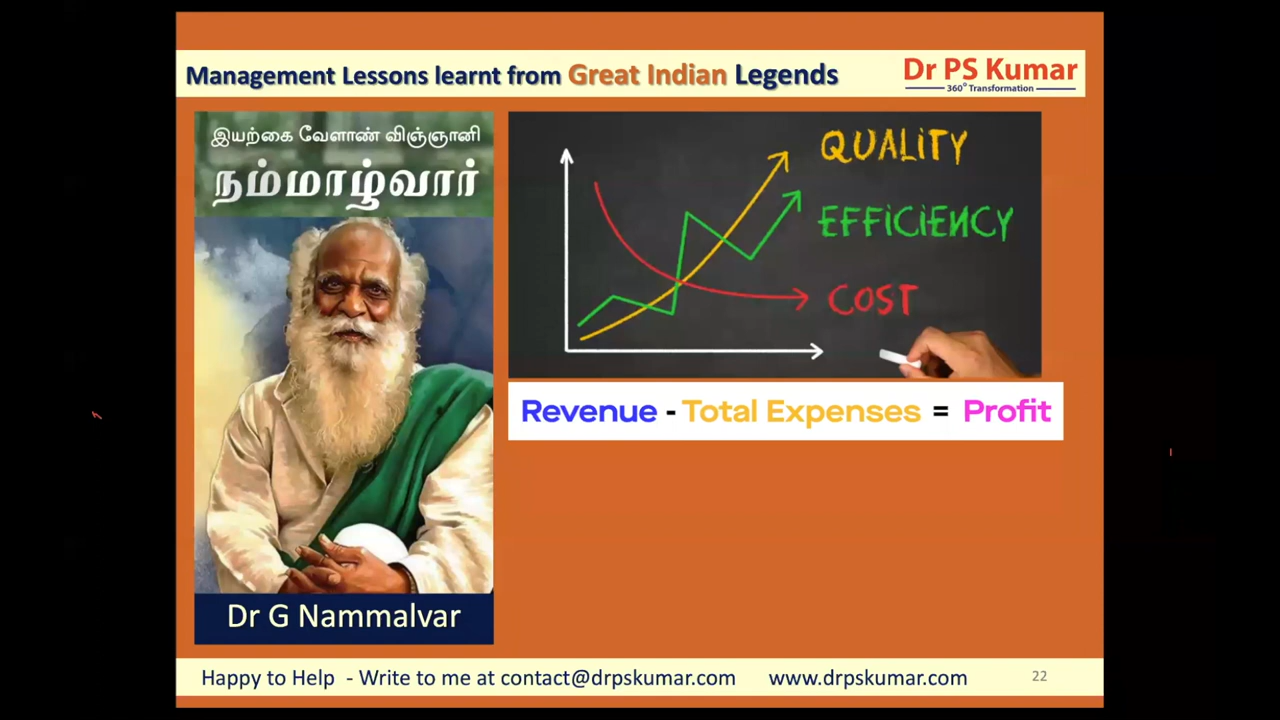 Management Lessons learnt from Great Indian Legends
Dr PS Kumar
360° Transformation
இயற்கை வேளாண் விஞ்ஞானி
நம்மாழ்வார்
Dr G Nammalvar
QUALITY
EFFICIENCY
COST
Revenue - Total Expenses = Profit
Happy to Help - Write to me at contact@drpskumar.com www.drpskumar.com 22